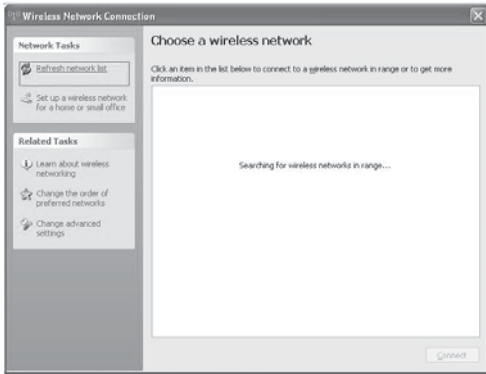 Wireless Network Connection
Network Tasks
Refresh network list
Set up a wireless network
for a home or small office
Related Tasks
Learn about wireless
networking
Change the order of
preferred networks
Change advanced
settings
Choose a wireless network
Click an item in the list below to connect to a wireless network in range or to get more
information.
Searching for wireless networks in range...
Connect